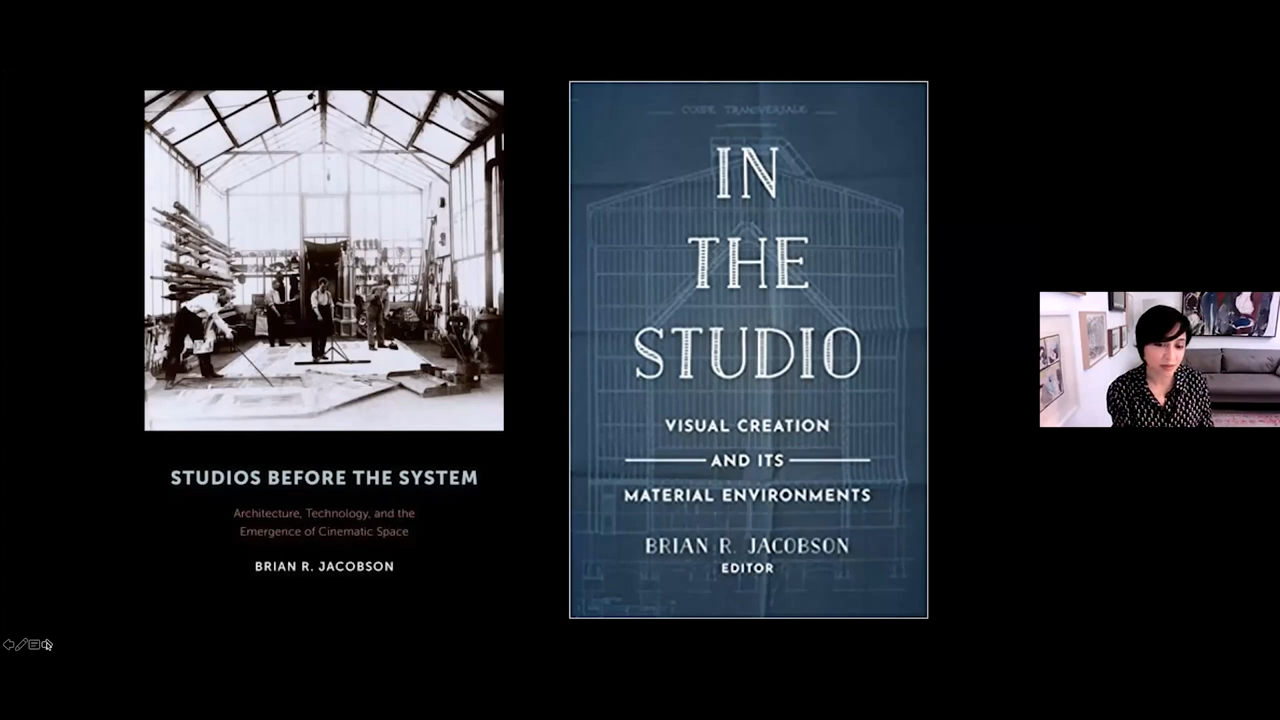 STUDIOS BEFORE THE SYSTEM
Architecture, Technology, and the
Emergence of Cinematic Space
BRIAN R. JACOBSON
COUPE TRANSVERSALE
IN
THE
STUDIO
VISUAL CREATION
AND ITS
MATERIAL ENVIRONMENTS
BRIAN R. JACOBSON
EDITOR